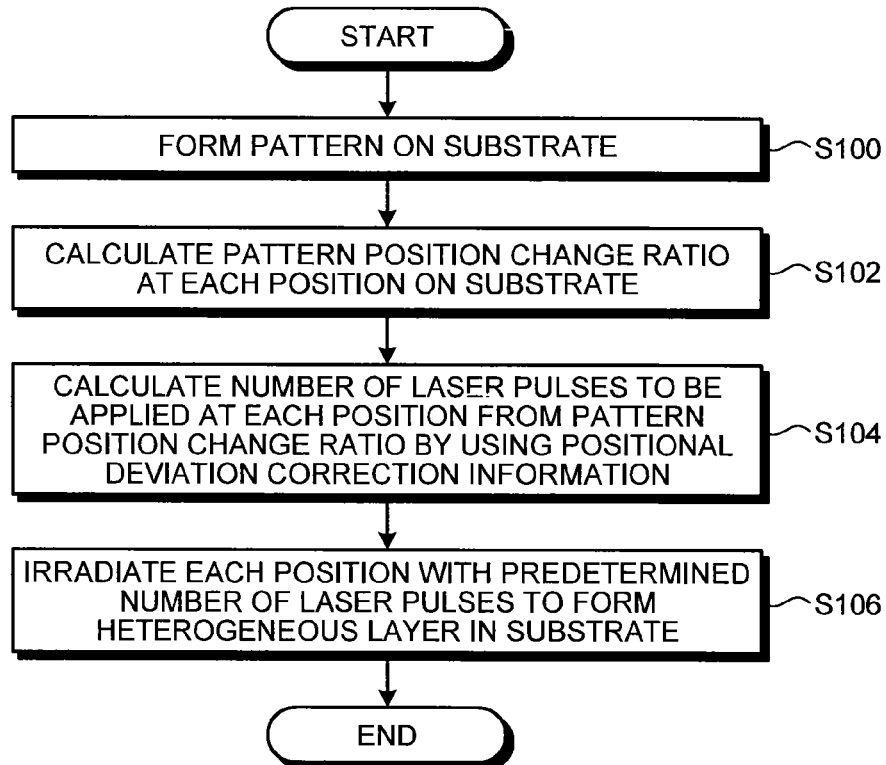 START
FORM PATTERN ON SUBSTRATE
S100
CALCULATE PATTERN POSITION CHANGE RATIO
AT EACH POSITION ON SUBSTRATE
S102
CALCULATE NUMBER OF LASER PULSES TO BE
APPLIED AT EACH POSITION FROM PATTERN
POSITION CHANGE RATIO BY USING POSITIONAL
DEVIATION CORRECTION INFORMATION
S104
IRRADIATE EACH POSITION WITH PREDETERMINED
NUMBER OF LASER PULSES TO FORM
HETEROGENEOUS LAYER IN SUBSTRATE
S106
END